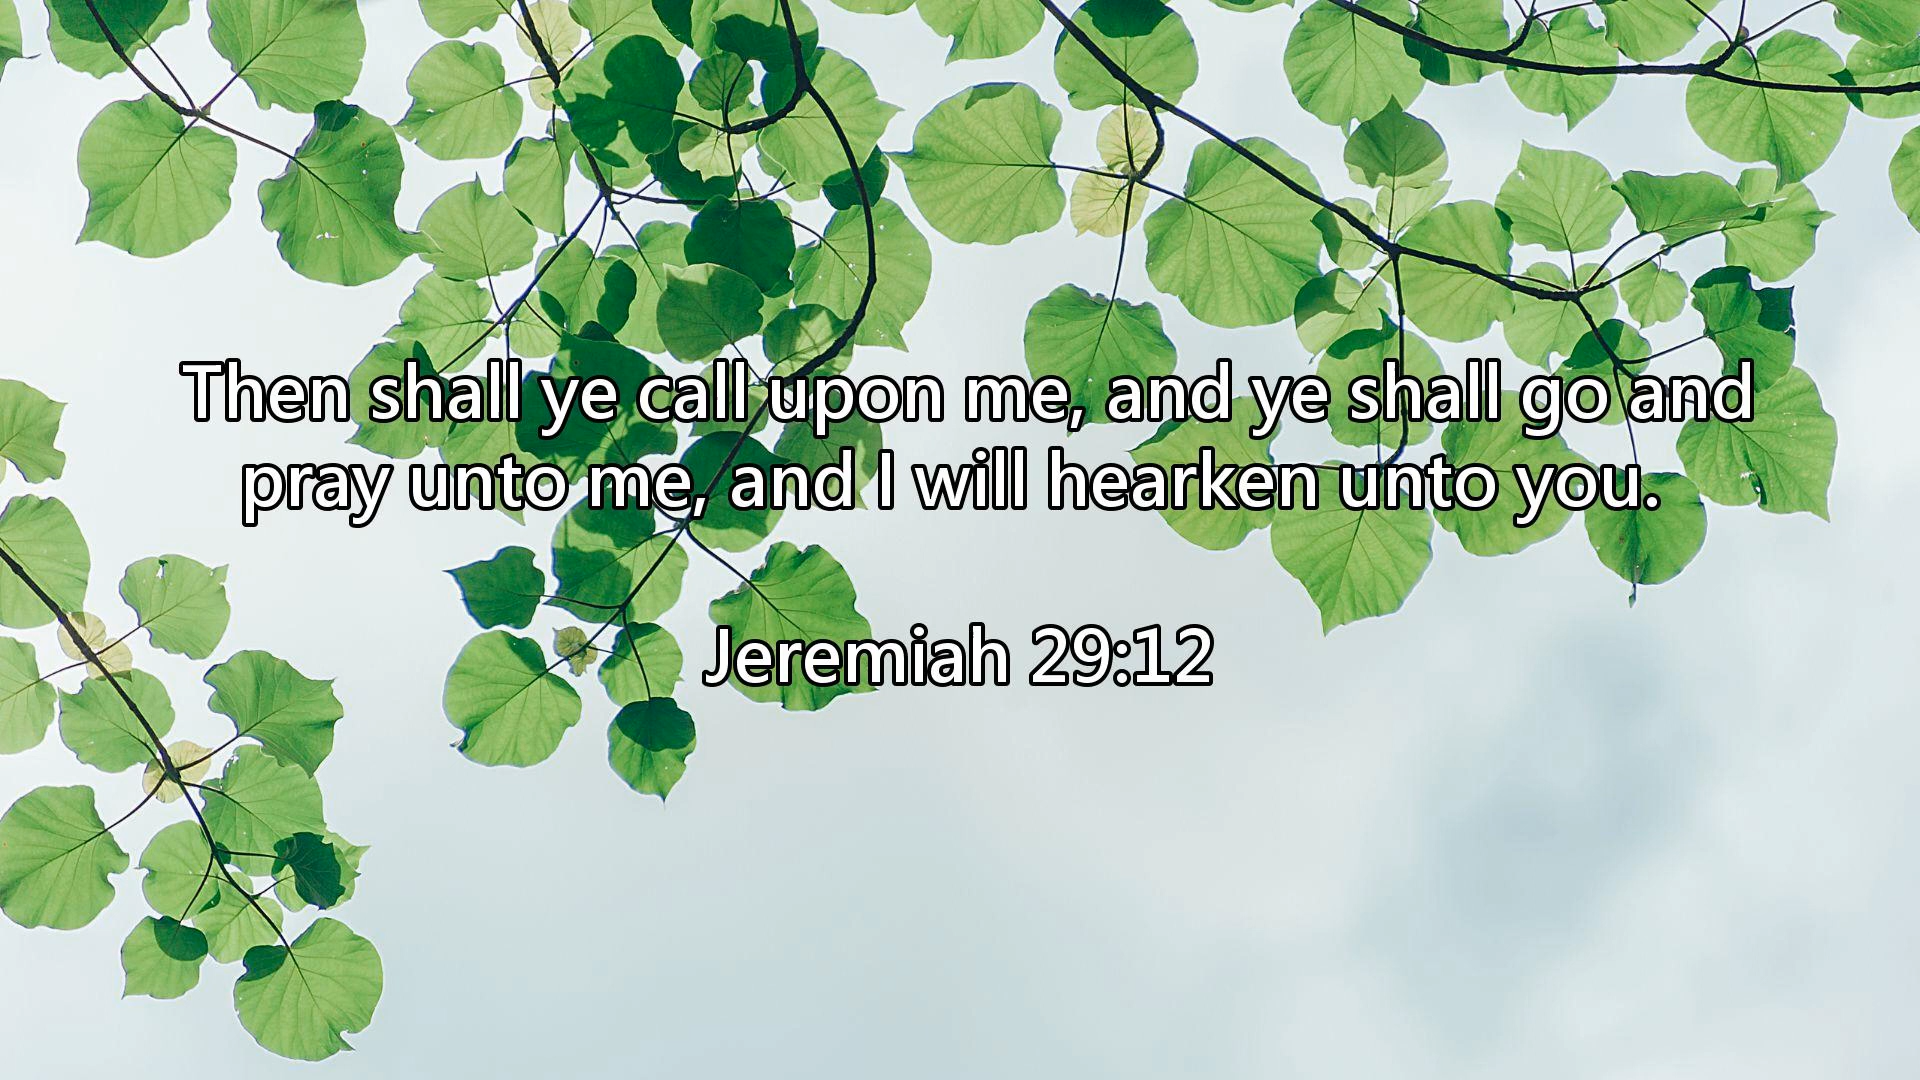 Then shall ye call upon me, and ye shall go and
pray unto me, and I will hearken unto you.
Jeremiah 29:12